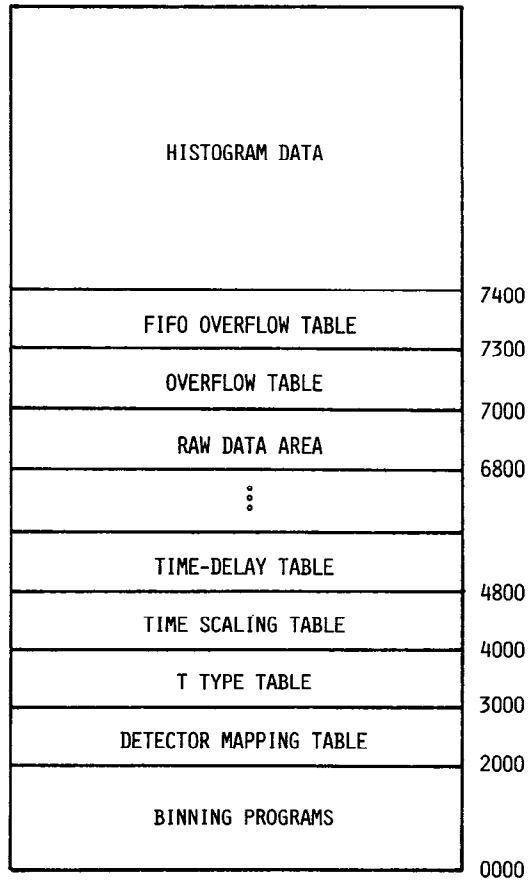 HISTOGRAM DATA
7400
FIFO OVERFLOW TABLE
7300
OVERFLOW TABLE
7000
RAW DATA AREA
6800
TIME-DELAY TABLE
4800
TIME SCALING TABLE
4000
T TYPE TABLE
3000
DETECTOR MAPPING TABLE
2000
BINNING PROGRAMS
0000